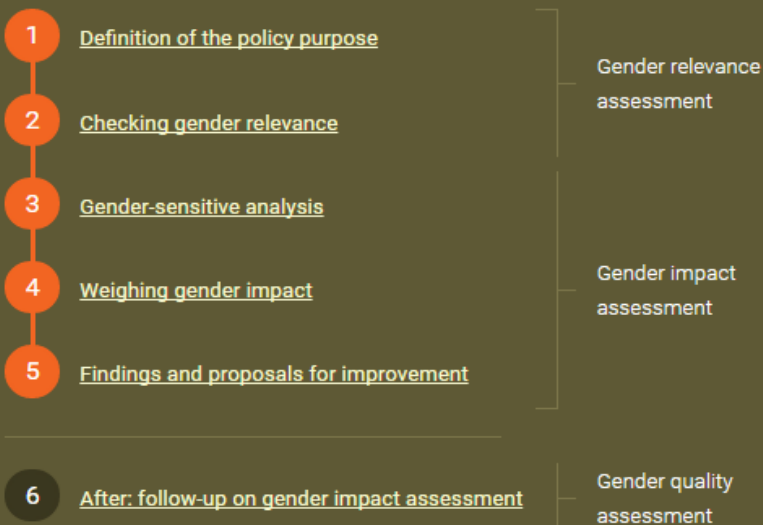 1 Definition of the policy purpose
Gender relevance
assessment
2 Checking gender relevance
3 Gender-sensitive analysis
4 Weighing gender impact
Gender impact
assessment
5 Findings and proposals for improvement
6 After: follow-up on gender impact assessment
Gender quality
assessment